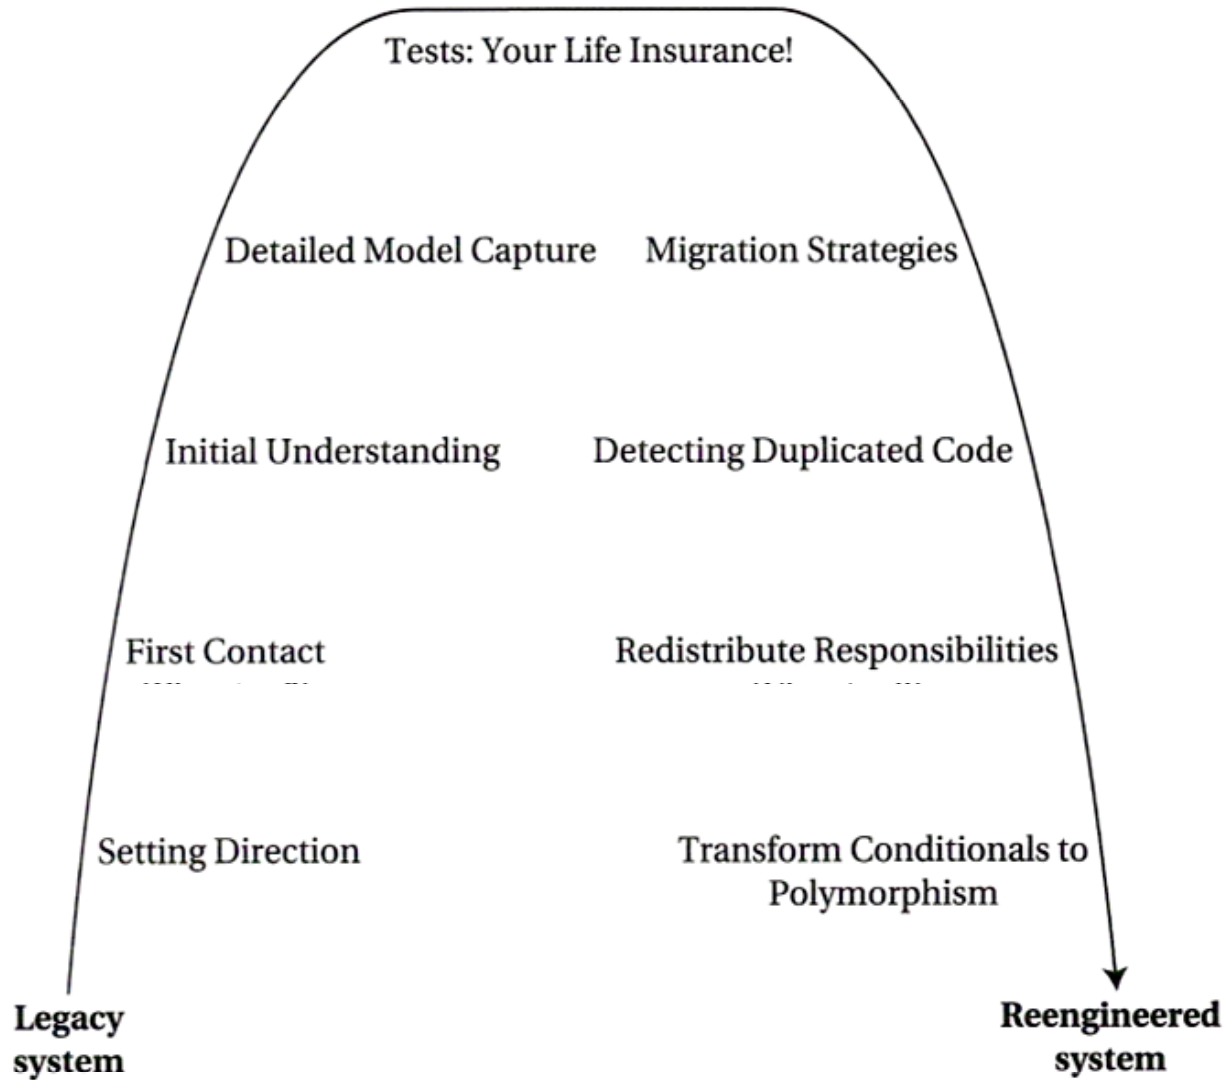 Tests: Your Life Insurance!
Detailed Model Capture
Migration Strategies
Initial Understanding
Detecting Duplicated Code
First Contact
Redistribute Responsibilities
Setting Direction
Transform Conditionals to
Polymorphism
Legacy
system
Reengineered
system